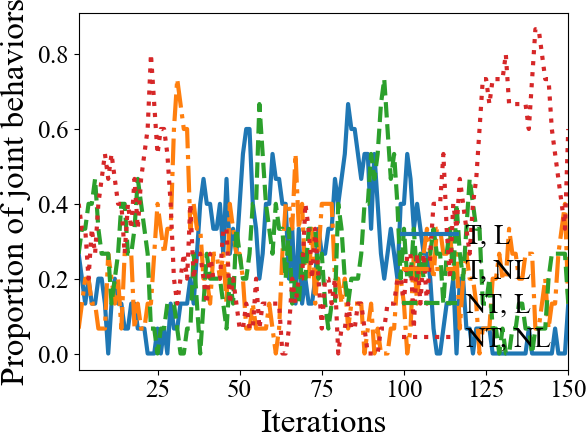 Proportion of joint behaviors
0.8
0.6
0.4
0.2
0.0
T, L
T, NL
NT, L
NT, NL
25
50
75
100
125
150
Iterations